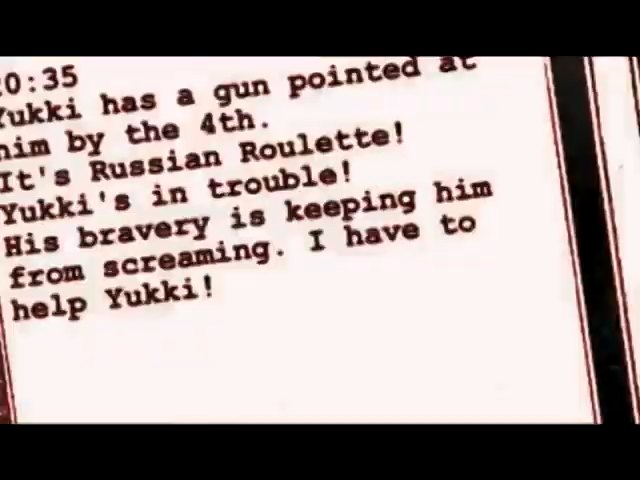 0:35
Yukki has a gun pointed at
him by the 4th.
It's Russian Roulette!
Yukki's in trouble!
His bravery is keeping him
from screaming. I have to
help Yukki!